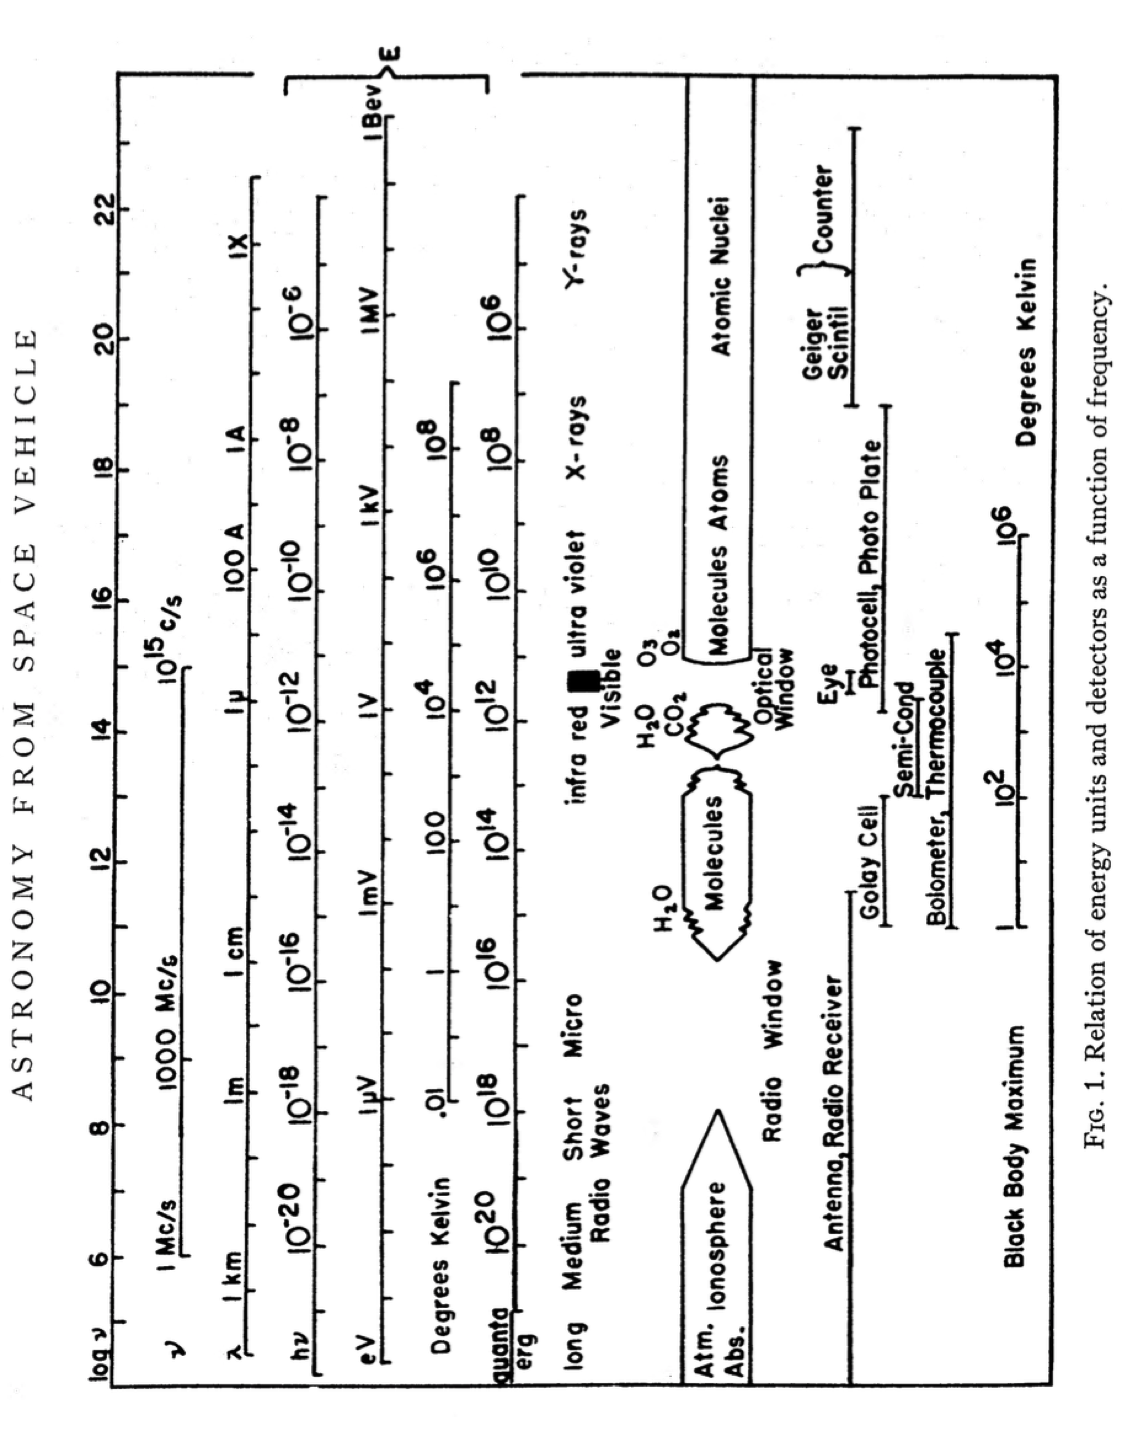 ASTRONOMY FROM SPACE VEHICLE
log ν 6 8 10 12 14 16 18 20 22
ν 1 Mc/s 1000 Mc/s 10¹⁵ c/s
λ 1 km 1m 1 cm 1μ 100 A 1 A 1X
hν 10⁻²⁰ 10⁻¹⁸ 10⁻¹⁶ 10⁻¹⁴ 10⁻¹² 10⁻¹⁰ 10⁻⁸ 10⁻⁶
eV 1μV 1mV 1V 1kV 1MV 1Bev
E
Degrees Kelvin .01 1 100 10⁴ 10⁶ 10⁸
quanta
erg
10²⁰ 10¹⁸ 10¹⁶ 10¹⁴ 10¹² 10¹⁰ 10⁸ 10⁶
long Medium Short Micro infra red ultra violet X-rays γ-rays
Radio Waves Visible
H₂O H₂O CO₂ O₃ O₂
Atm. Abs.
Ionosphere Molecules Molecules Atoms Atomic Nuclei
Radio Window Optical Window
Geiger
Scintil
Counter
Eye
Antenna, Radio Receiver
Golay Cell Photocell, Photo Plate
Semi-Cond
Bolometer, Thermocouple
1 10² 10⁴ 10⁶
Black Body Maximum Degrees Kelvin
FIG. 1. Relation of energy units and detectors as a function of frequency.